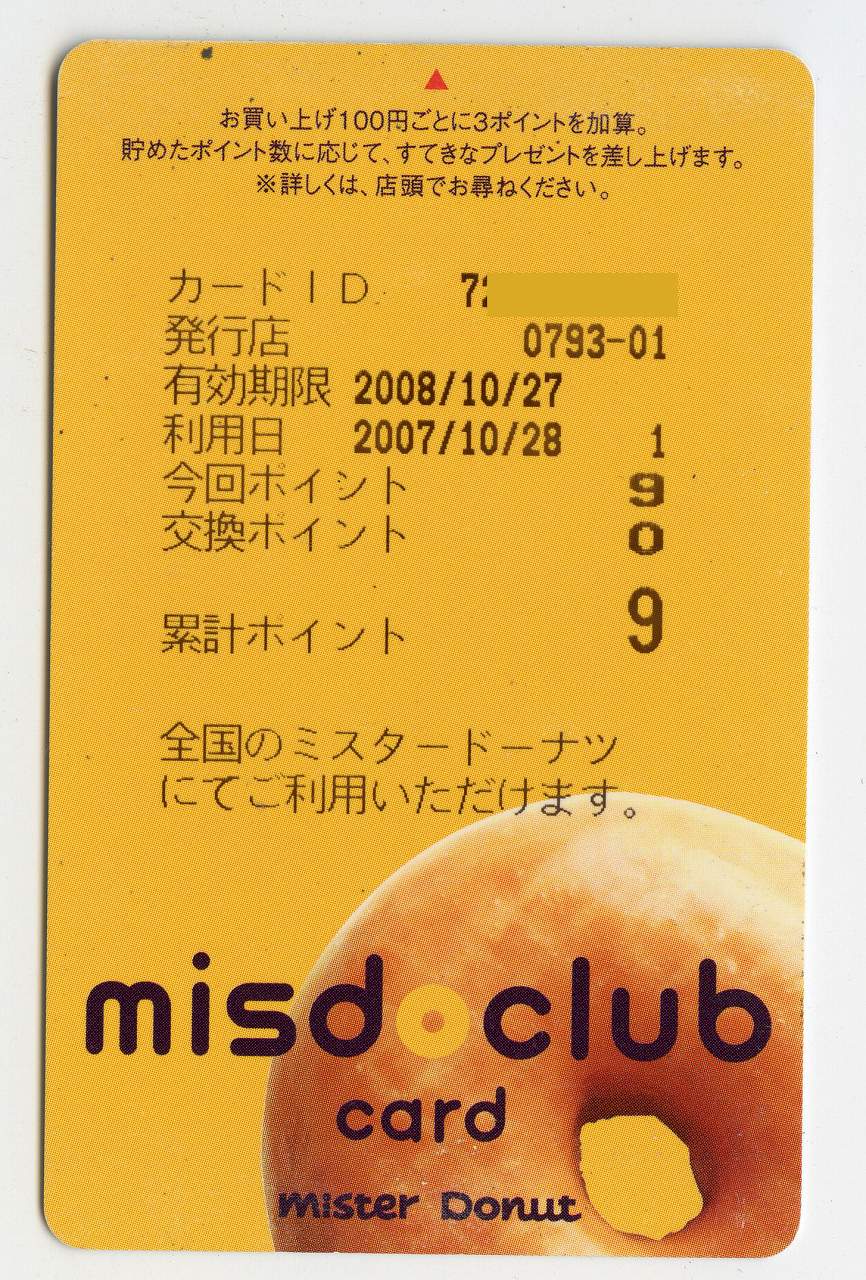 お買い上げ100円ごとに3ポイントを加算。
貯めたポイント数に応じて、すてきなプレゼントを差し上げます。
※詳しくは、店頭でお尋ねください。
カードＩＤ
発行店 0793-01
有効期限 2008/10/27
利用日 2007/10/28 1
今回ポイント 9
交換ポイント 0
累計ポイント 9
全国のミスタードーナツ
にてご利用いただけます。
misdoclub
card
mister Donut